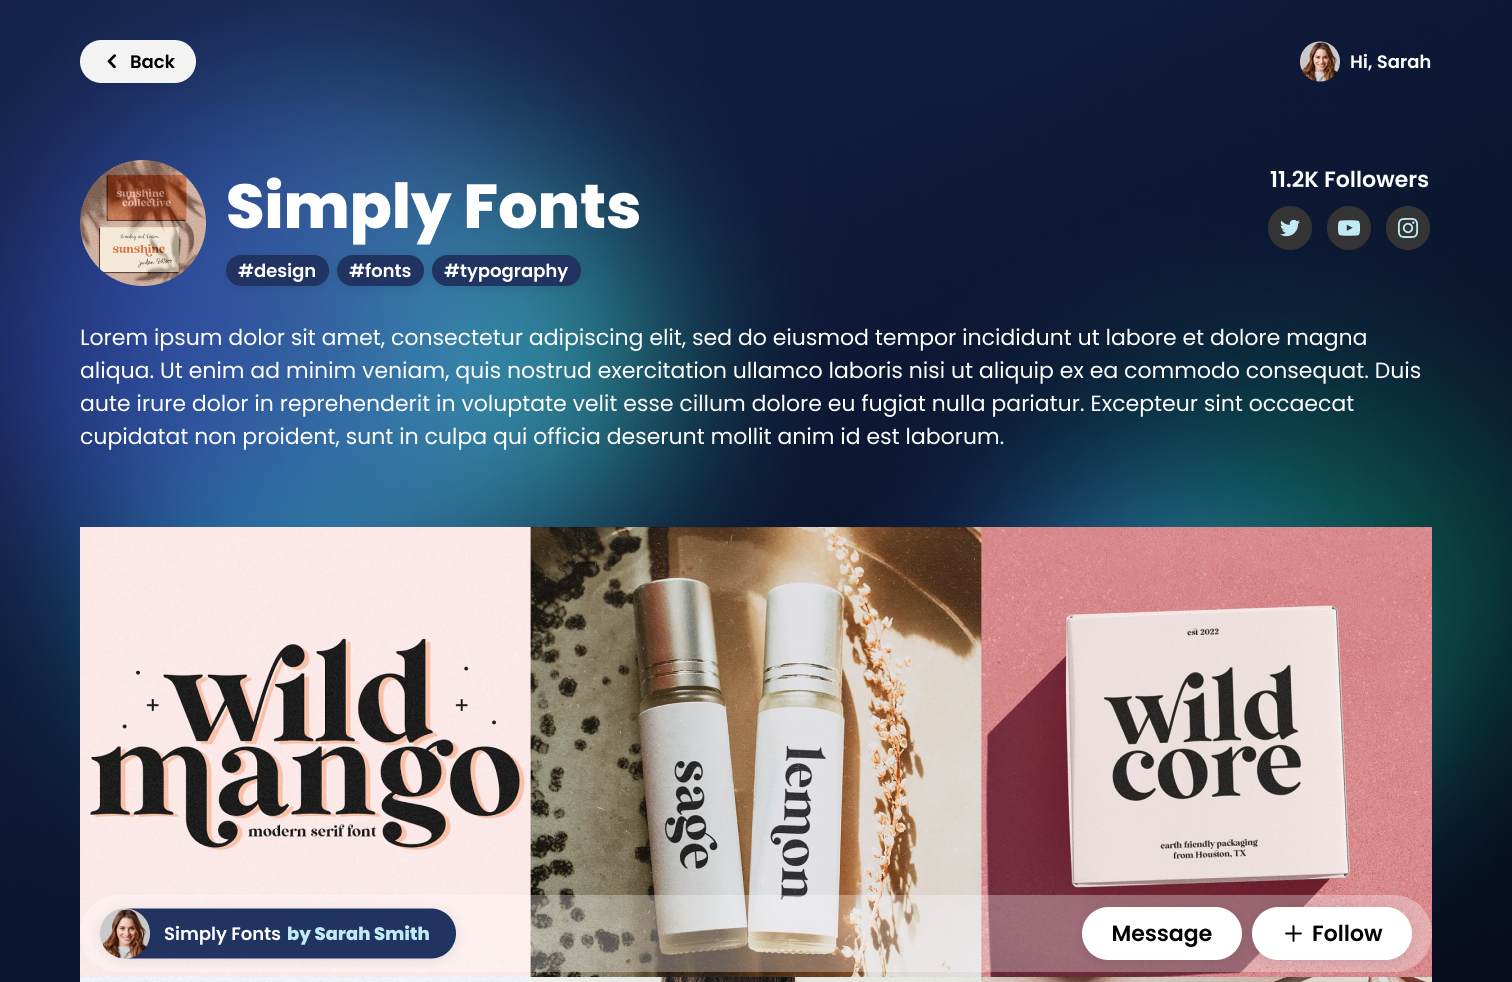 Back
Hi, Sarah
sunshine
collective
sunshine
Simply Fonts
11.2K Followers
#design #fonts #typography
Lorem ipsum dolor sit amet, consectetur adipiscing elit, sed do eiusmod tempor incididunt ut labore et dolore magna
aliqua. Ut enim ad minim veniam, quis nostrud exercitation ullamco laboris nisi ut aliquip ex ea commodo consequat. Duis
aute irure dolor in reprehenderit in voluptate velit esse cillum dolore eu fugiat nulla pariatur. Excepteur sint occaecat
cupidatat non proident, sunt in culpa qui officia deserunt mollit anim id est laborum.
wild
mango
modern serif font
sage
lemon
est 2022
wild
core
earth friendly packaging
from Houston, TX
Simply Fonts by Sarah Smith
Message
+ Follow